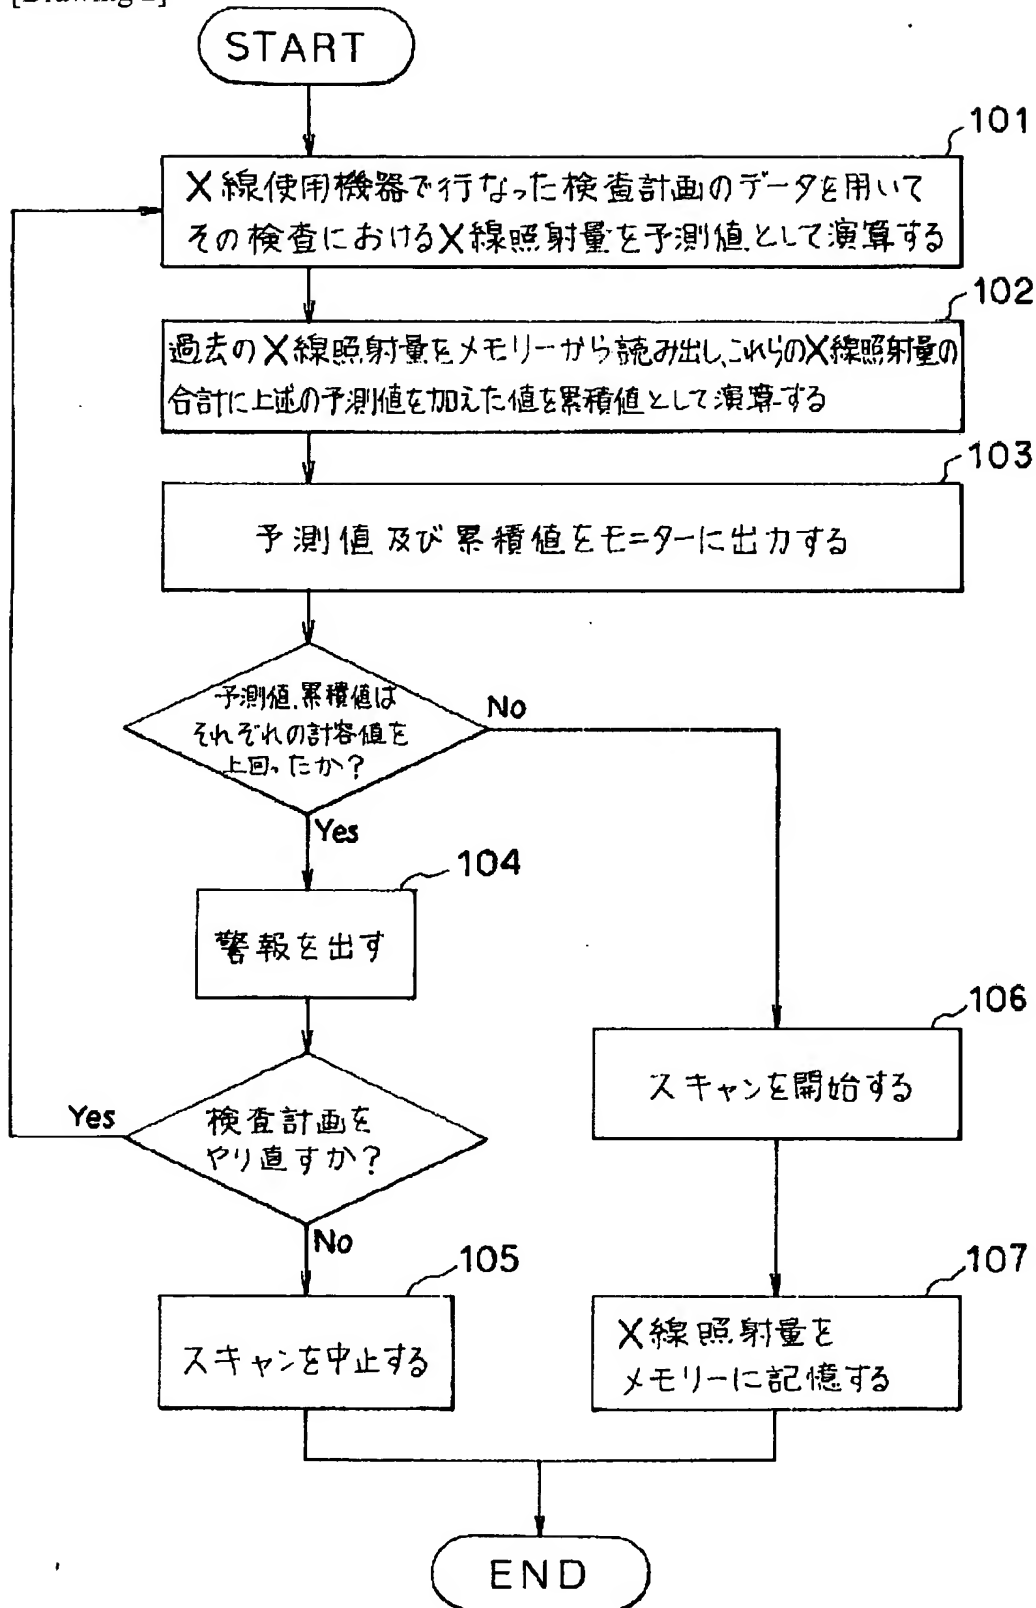 START
101
X線使用機器で行なった検査計画のデータを用いて
その検査におけるX線照射量を予測値として演算する
102
過去のX線照射量をメモリーから読み出し、これらのX線照射量の
合計に上述の予測値を加えた値を累積値として演算する
103
予測値及び累積値をモニターに出力する
予測値、累積値は
それぞれの計容値を
上回ったか?
No
Yes
104
警報を出す
106
スキャンを開始する
検査計画を
やり直すか?
Yes
No
105
スキャンを中止する
107
X線照射量を
メモリーに記憶する
END